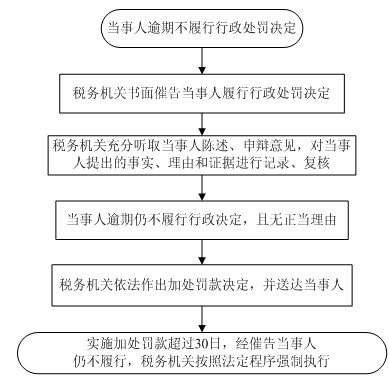 当事人逾期不履行行政处罚决定
税务机关书面催告当事人履行行政处罚决定
税务机关充分听取当事人陈述、申辩意见，对当事
人提出的事实、理由和证据进行记录、复核
当事人逾期仍不履行行政决定，且无正当理由
税务机关依法作出加处罚款决定，并送达当事人
实施加处罚款超过30日，经催告当事人
仍不履行，税务机关按照法定程序强制执行